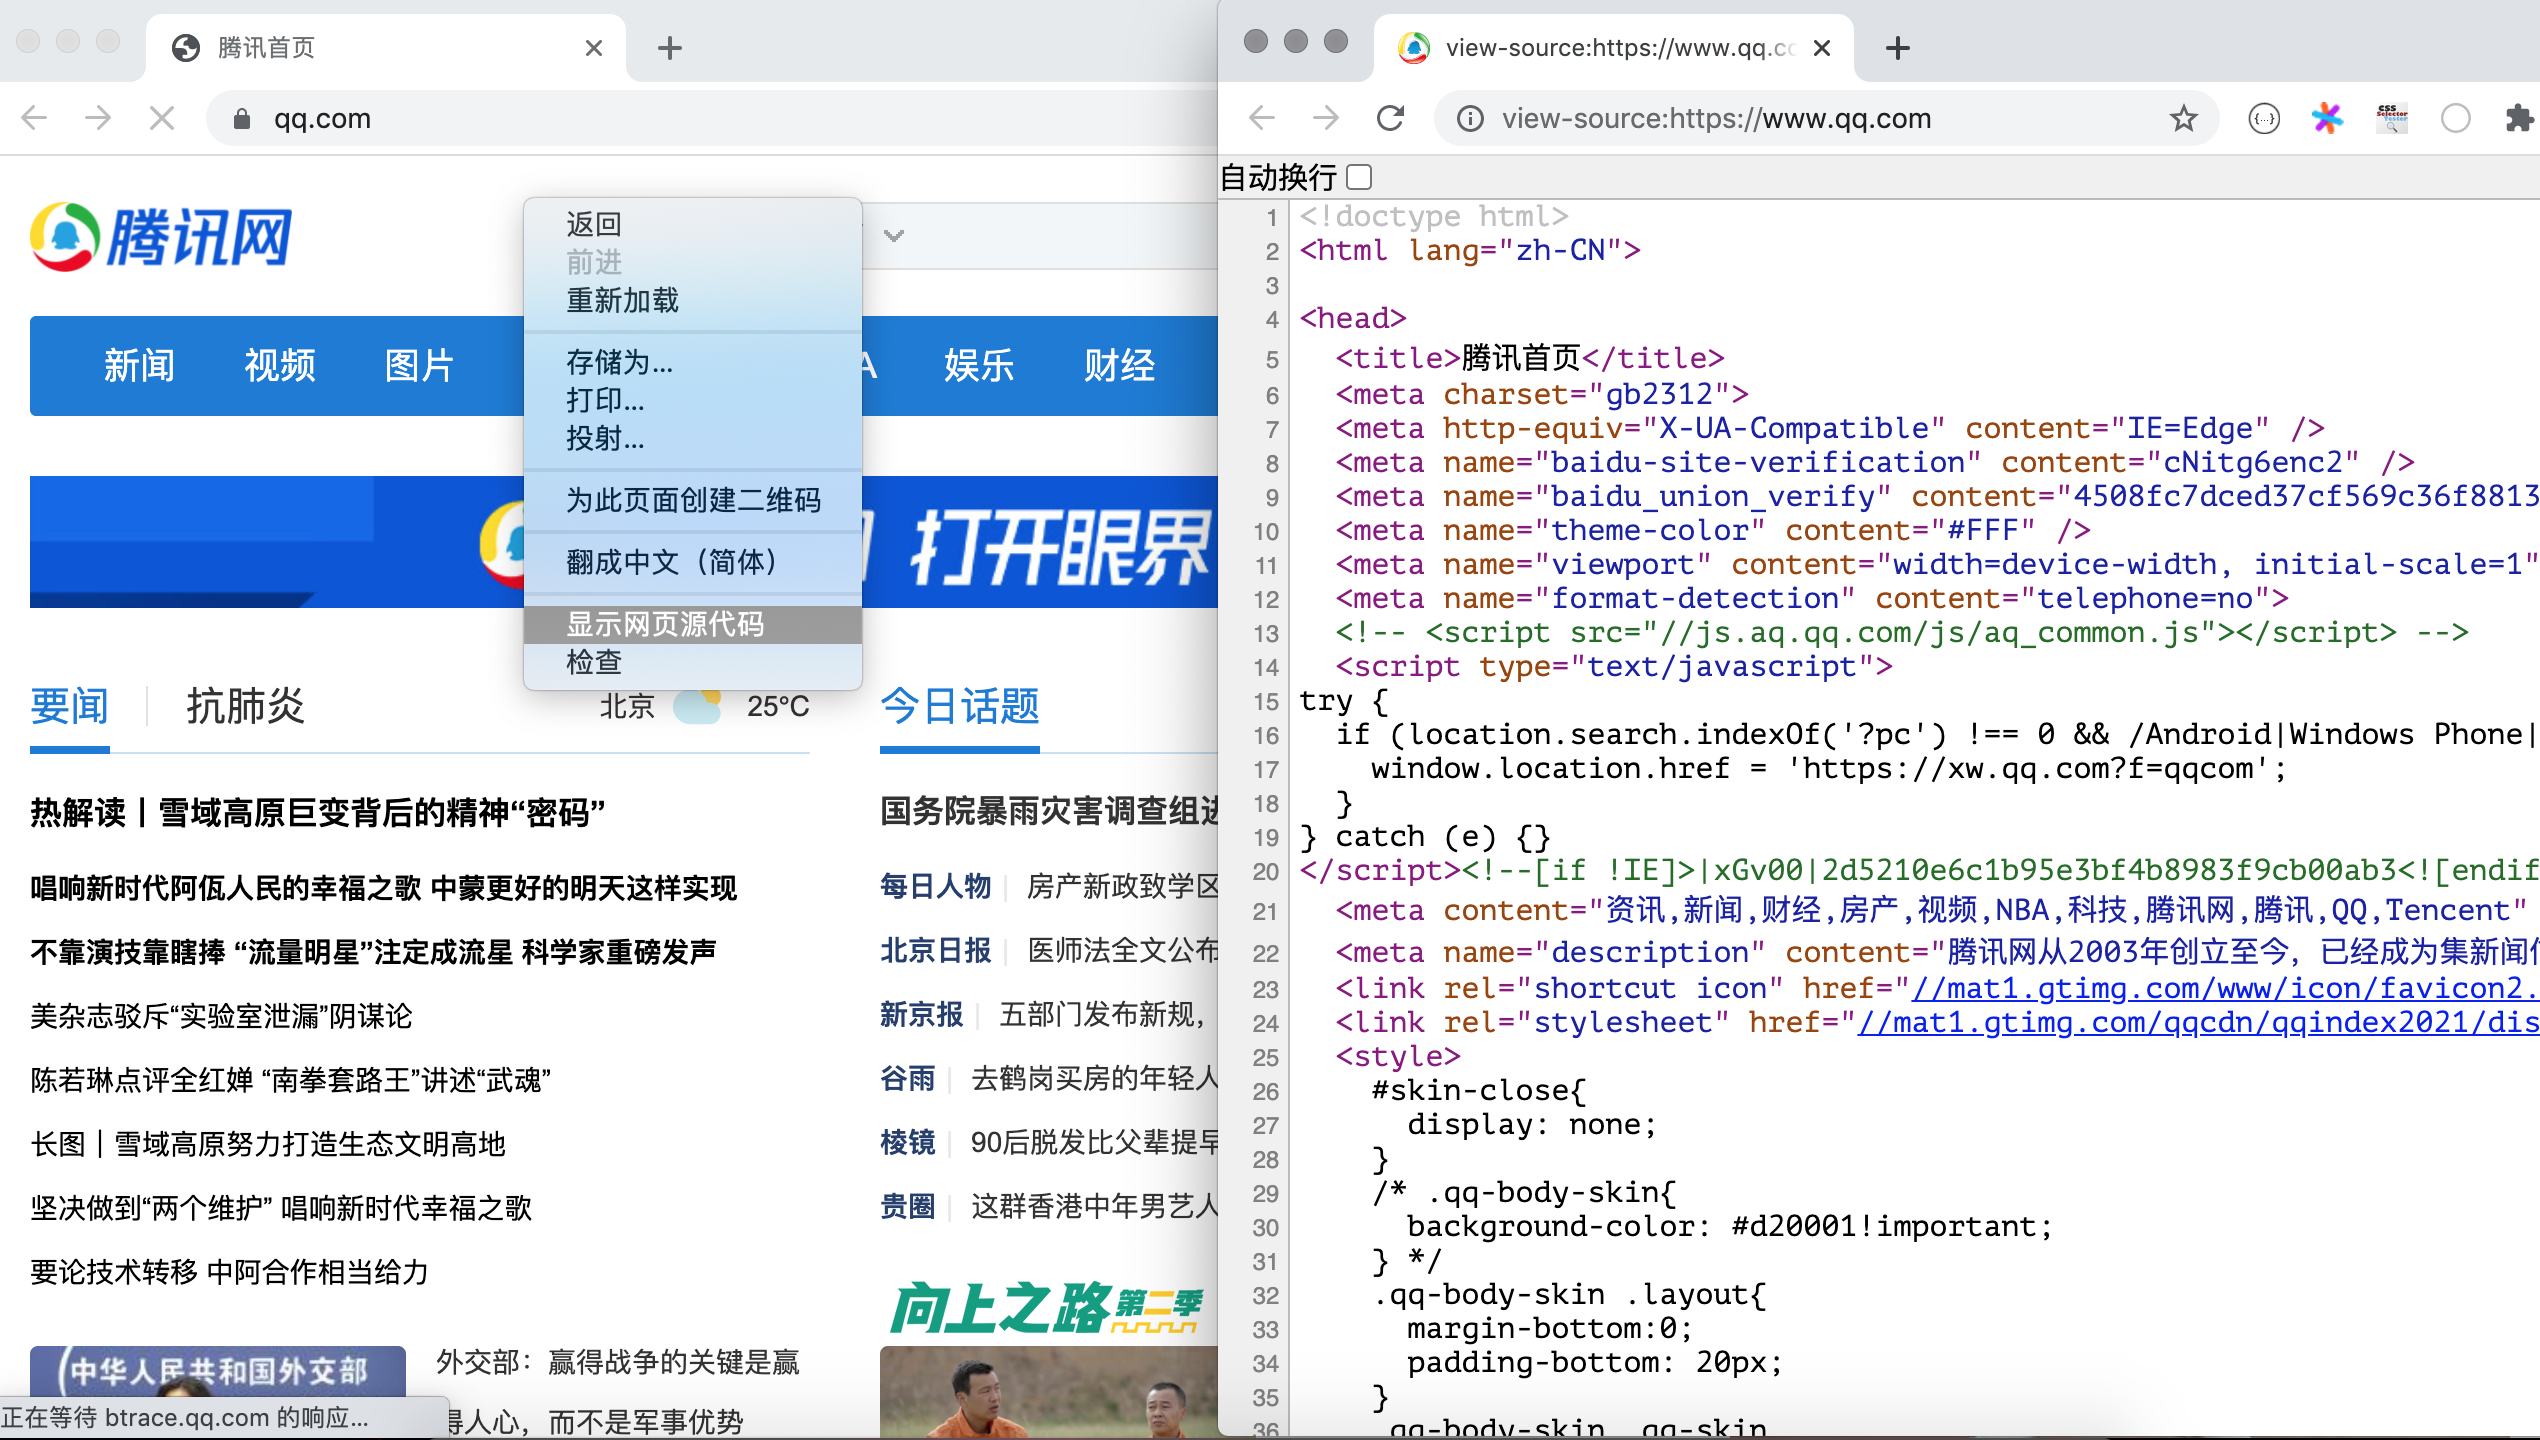 腾讯首页
qq.com
腾讯网
返回
前进
重新加载
存储为...
打印...
投射...
为此页面创建二维码
翻成中文（简体）
显示网页源代码
检查
新闻 视频 图片 娱乐 财经
打开眼界
要闻 抗肺炎 北京 25°C
热解读丨雪域高原巨变背后的精神“密码”
唱响新时代阿佤人民的幸福之歌 中蒙更好的明天这样实现
不靠演技靠瞎捧 “流量明星”注定成流星 科学家重磅发声
美杂志驳斥“实验室泄漏”阴谋论
陈若琳点评全红婵 “南拳套路王”讲述“武魂”
长图｜雪域高原努力打造生态文明高地
坚决做到“两个维护” 唱响新时代幸福之歌
要论技术转移 中阿合作相当给力
中华人民共和国外交部
外交部：赢得战争的关键是赢
得人心，而不是军事优势
正在等待 btrace.qq.com 的响应...
今日话题
国务院暴雨灾害调查组进
每日人物 房产新政致学区
北京日报 医师法全文公布
新京报 五部门发布新规，
谷雨 去鹤岗买房的年轻人
棱镜 90后脱发比父辈提早
贵圈 这群香港中年男艺人
向上之路 第二季
view-source:https://www.qq.co
view-source:https://www.qq.com
css Selector Tester
自动换行
1 <!doctype html>
2 <html lang="zh-CN">
3
4 <head>
5 <title>腾讯首页</title>
6 <meta charset="gb2312">
7 <meta http-equiv="X-UA-Compatible" content="IE=Edge" />
8 <meta name="baidu-site-verification" content="cNitg6enc2" />
9 <meta name="baidu_union_verify" content="4508fc7dced37cf569c36f8813
10 <meta name="theme-color" content="#FFF" />
11 <meta name="viewport" content="width=device-width, initial-scale=1"
12 <meta name="format-detection" content="telephone=no">
13 <!-- <script src="//js.aq.qq.com/js/aq_common.js"></script> -->
14 <script type="text/javascript">
15 try {
16 if (location.search.indexOf('?pc') !== 0 && /Android|Windows Phone|
17 window.location.href = 'https://xw.qq.com?f=qqcom';
18 }
19 } catch (e) {}
20 </script><!--[if !IE]>|xGv00|2d5210e6c1b95e3bf4b8983f9cb00ab3<![endif
21 <meta content="资讯,新闻,财经,房产,视频,NBA,科技,腾讯网,腾讯,QQ,Tencent"
22 <meta name="description" content="腾讯网从2003年创立至今，已经成为集新闻信
23 <link rel="shortcut icon" href="//mat1.gtimg.com/www/icon/favicon2.
24 <link rel="stylesheet" href="//mat1.gtimg.com/qqcdn/qqindex2021/dis
25 <style>
26 #skin-close{
27 display: none;
28 }
29 /* .qq-body-skin{
30 background-color: #d20001!important;
31 } */
32 .qq-body-skin .layout{
33 margin-bottom:0;
34 padding-bottom: 20px;
35 }
36 .qq-body-skin .qq-skin